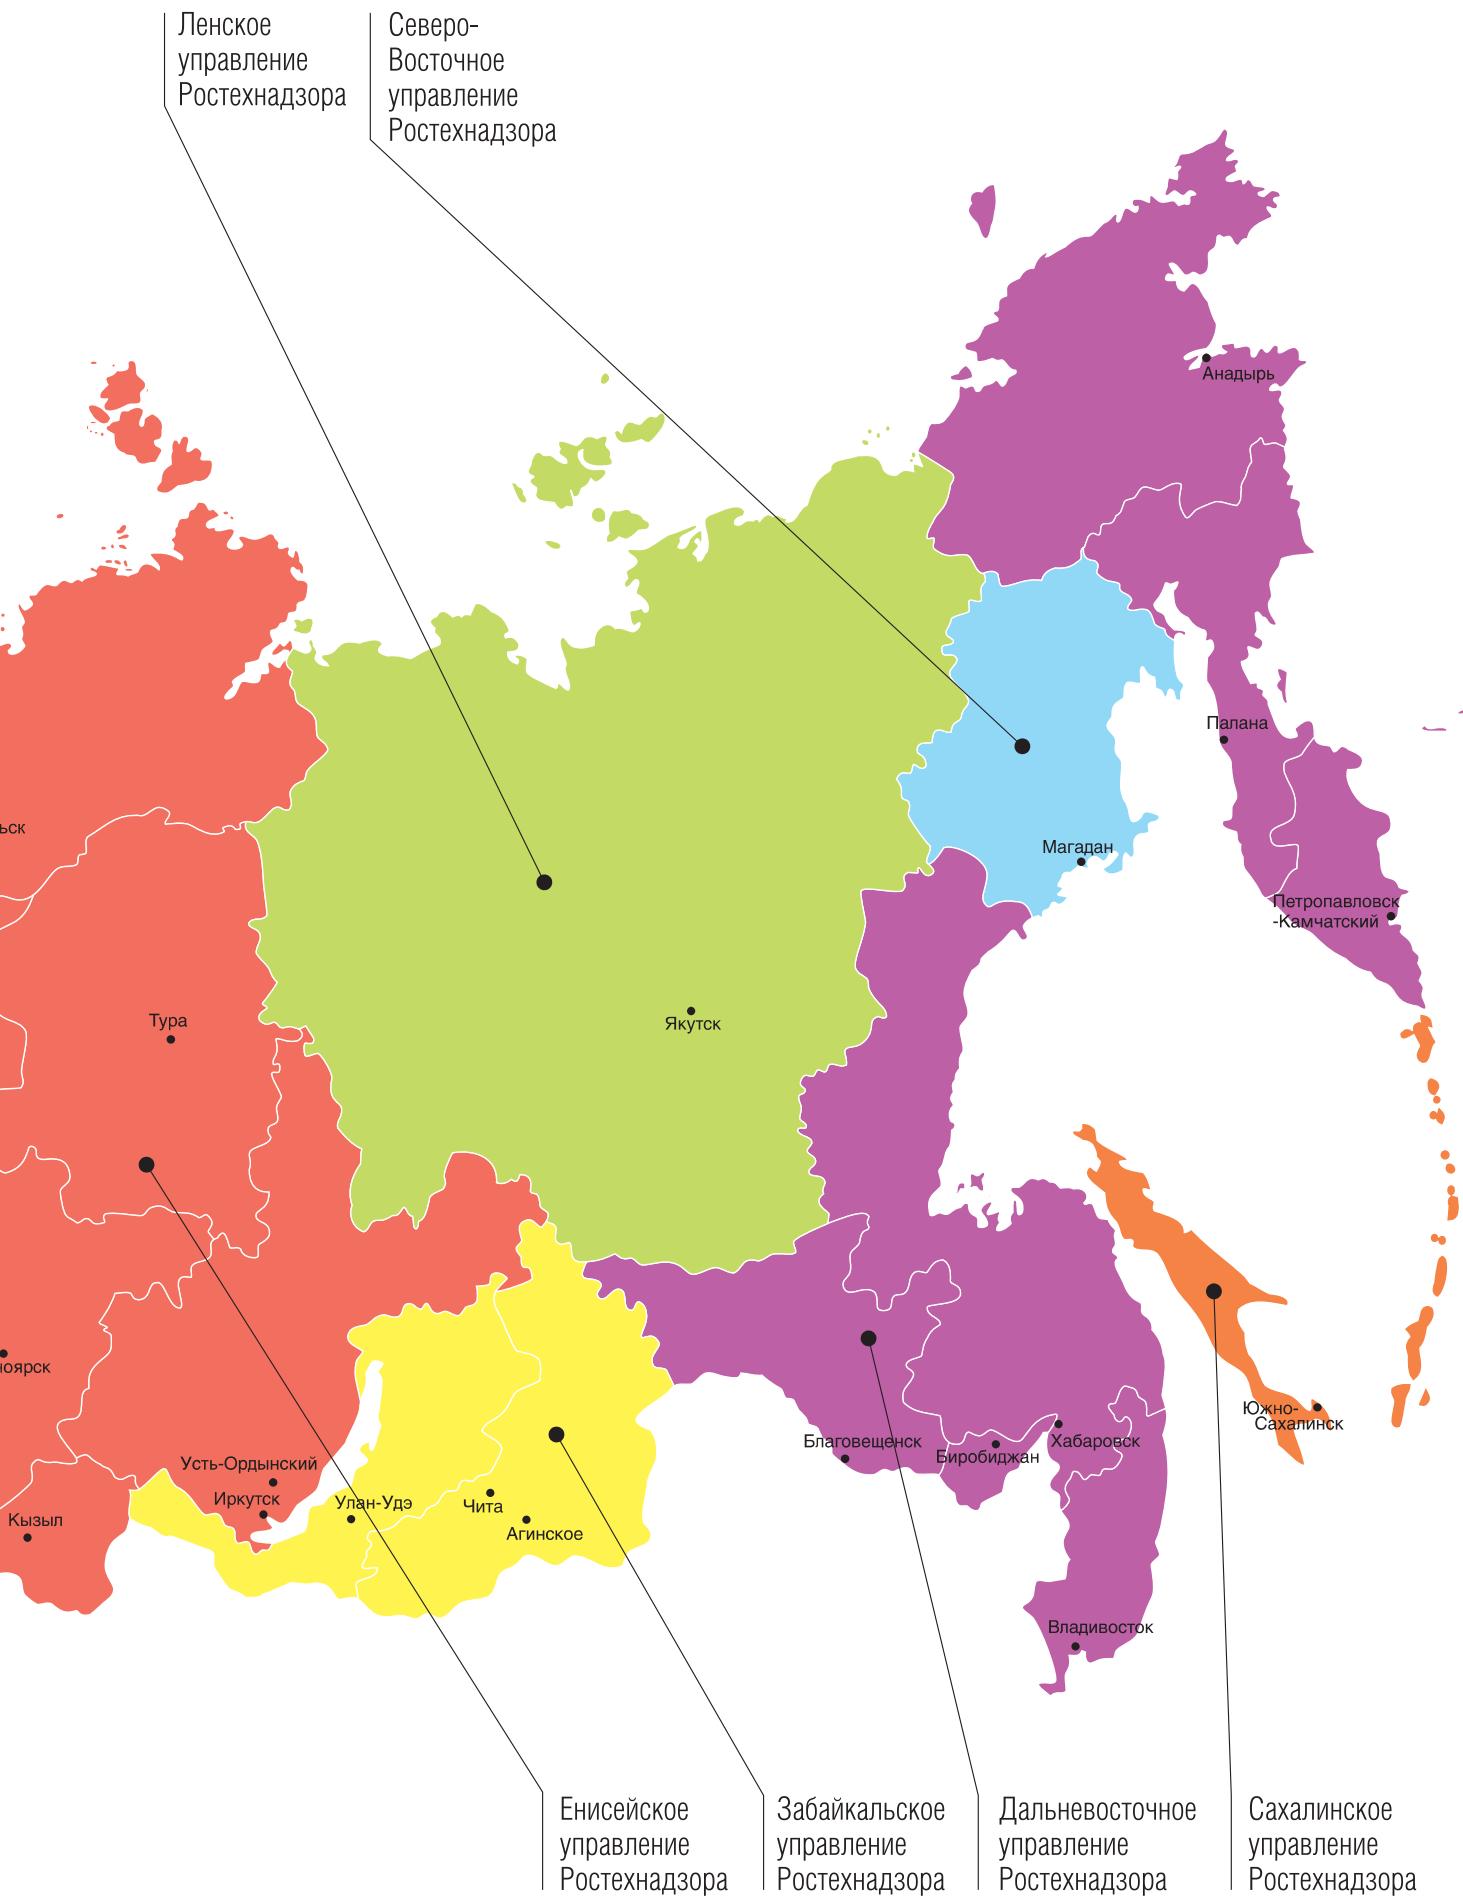 Ленское
управление
Ростехнадзора
Северо-
Восточное
управление
Ростехнадзора
Анадырь
Палана
ьск
Магадан
Петропавловск
-Камчатский
Тура
Якутск
ноярск
Южно-
Сахалинск
Благовещенск
Биробиджан
Хабаровск
Усть-Ордынский
Иркутск
Улан-Удэ
Чита
Кызыл
Агинское
Владивосток
Енисейское
управление
Ростехнадзора
Забайкальское
управление
Ростехнадзора
Дальневосточное
управление
Ростехнадзора
Сахалинское
управление
Ростехнадзора